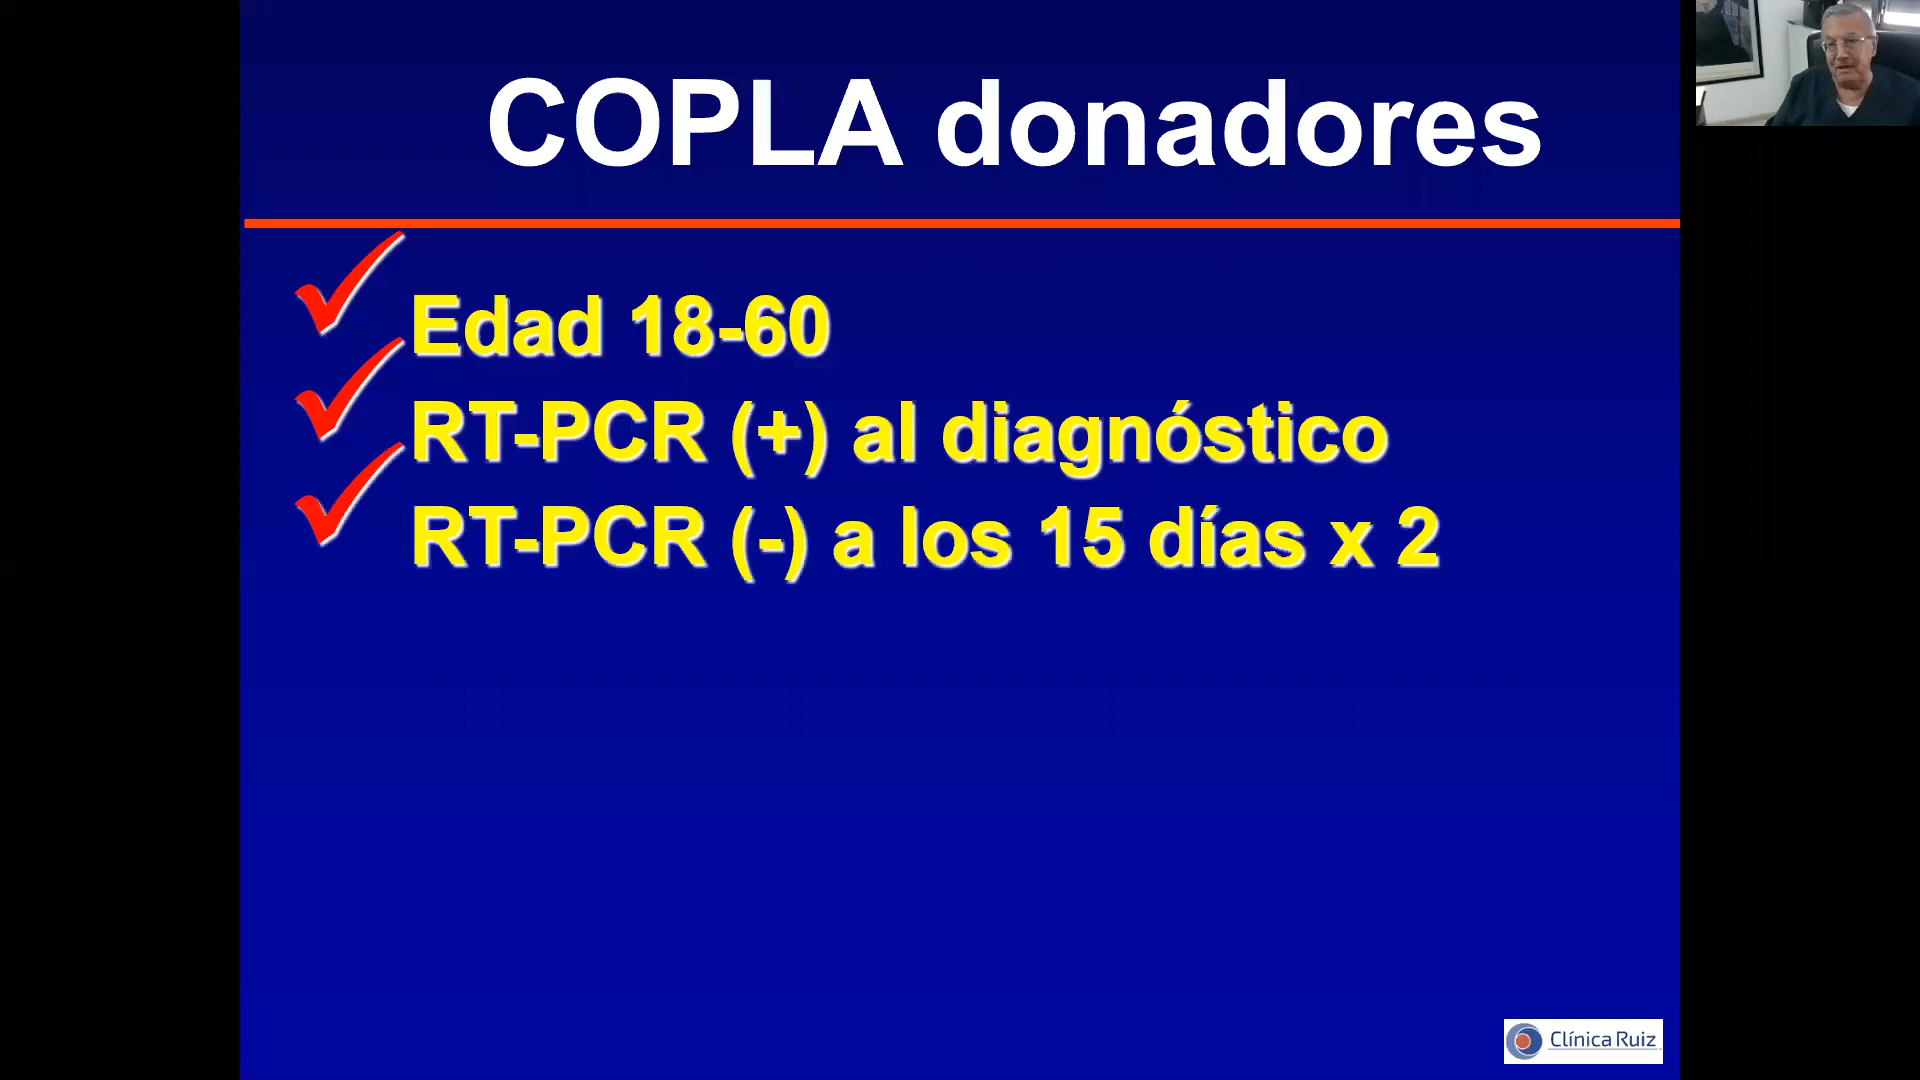 COPLA donadores
Edad 18-60
RT-PCR (+) al diagnóstico
RT-PCR (-) a los 15 días x 2
Clínica Ruiz